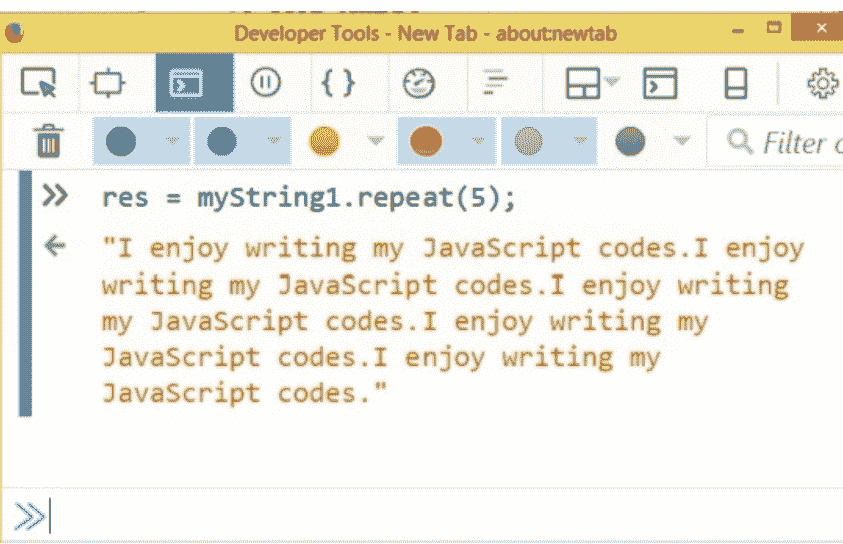 Developer Tools - New Tab - about:newtab
Filter
res = myString1.repeat(5);
"I enjoy writing my JavaScript codes.I enjoy
writing my JavaScript codes.I enjoy writing
my JavaScript codes.I enjoy writing my
JavaScript codes.I enjoy writing my
JavaScript codes."